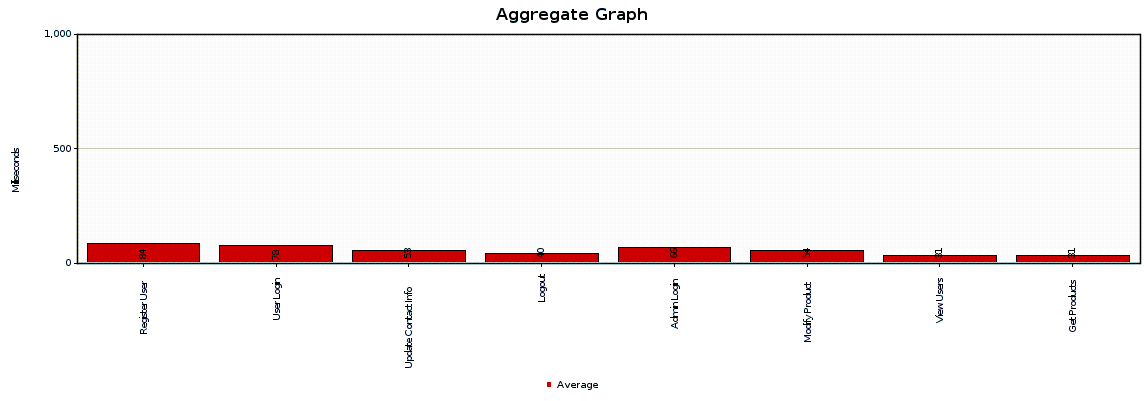 Aggregate Graph
1,000
500
0
Milliseconds
84
78
53
40
66
54
31
31
Register User
User Login
Update Contact Info
Logout
Admin Login
Modify Product
View Users
Get Products
Average